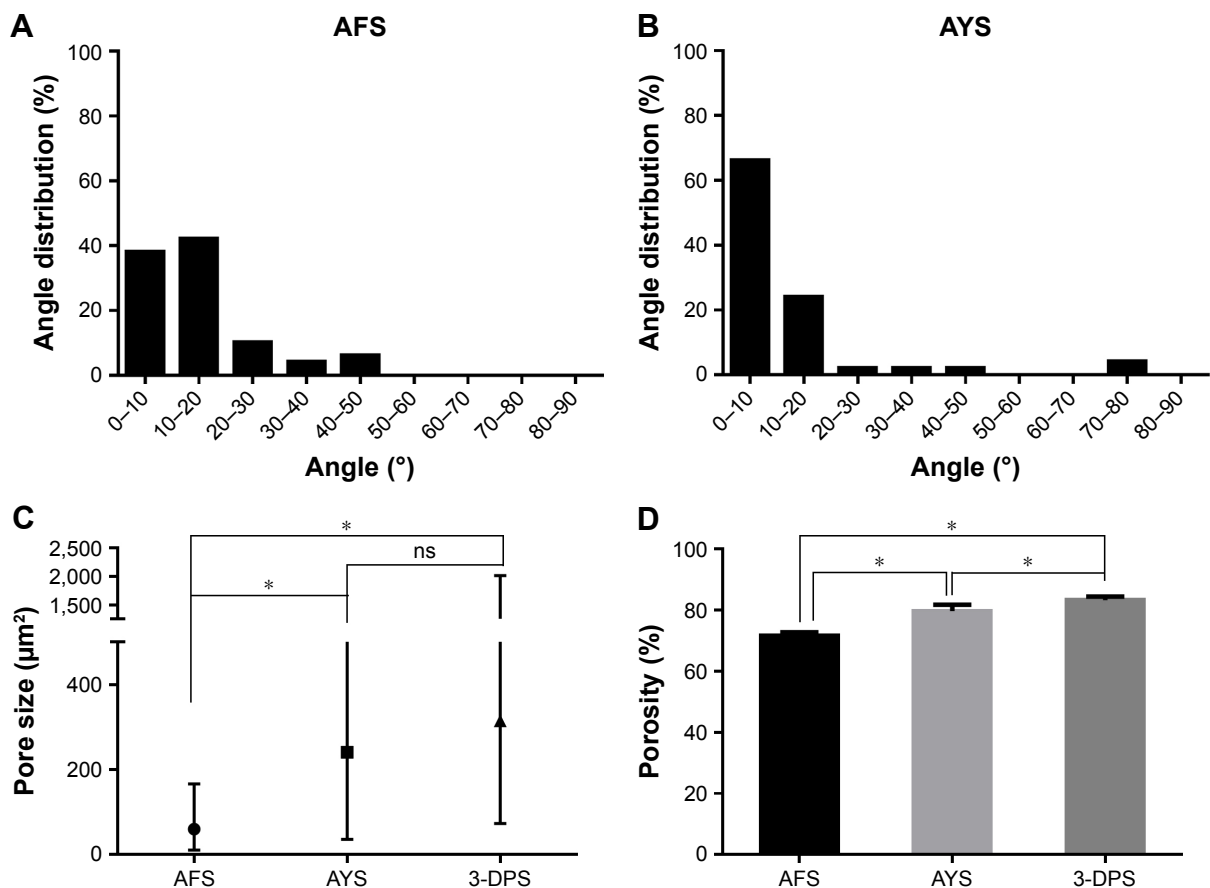 A
AFS
Angle distribution (%)
100
80
60
40
20
0
0–10
10–20
20–30
30–40
40–50
50–60
60–70
70–80
80–90
Angle (°)
B
AYS
Angle distribution (%)
100
80
60
40
20
0
0–10
10–20
20–30
30–40
40–50
50–60
60–70
70–80
80–90
Angle (°)
C
Pore size (µm²)
2,500
2,000
1,500
400
200
0
*
*
ns
AFS
AYS
3-DPS
D
Porosity (%)
100
80
60
40
20
0
*
*
*
AFS
AYS
3-DPS